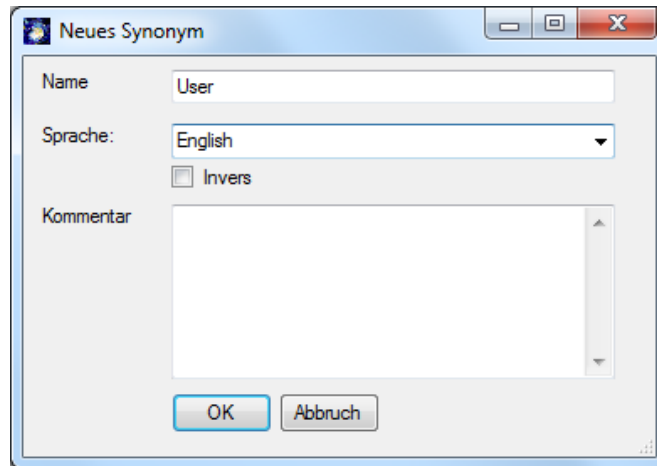 Neues Synonym
Name User
Sprache: English
Invers
Kommentar
OK Abbruch